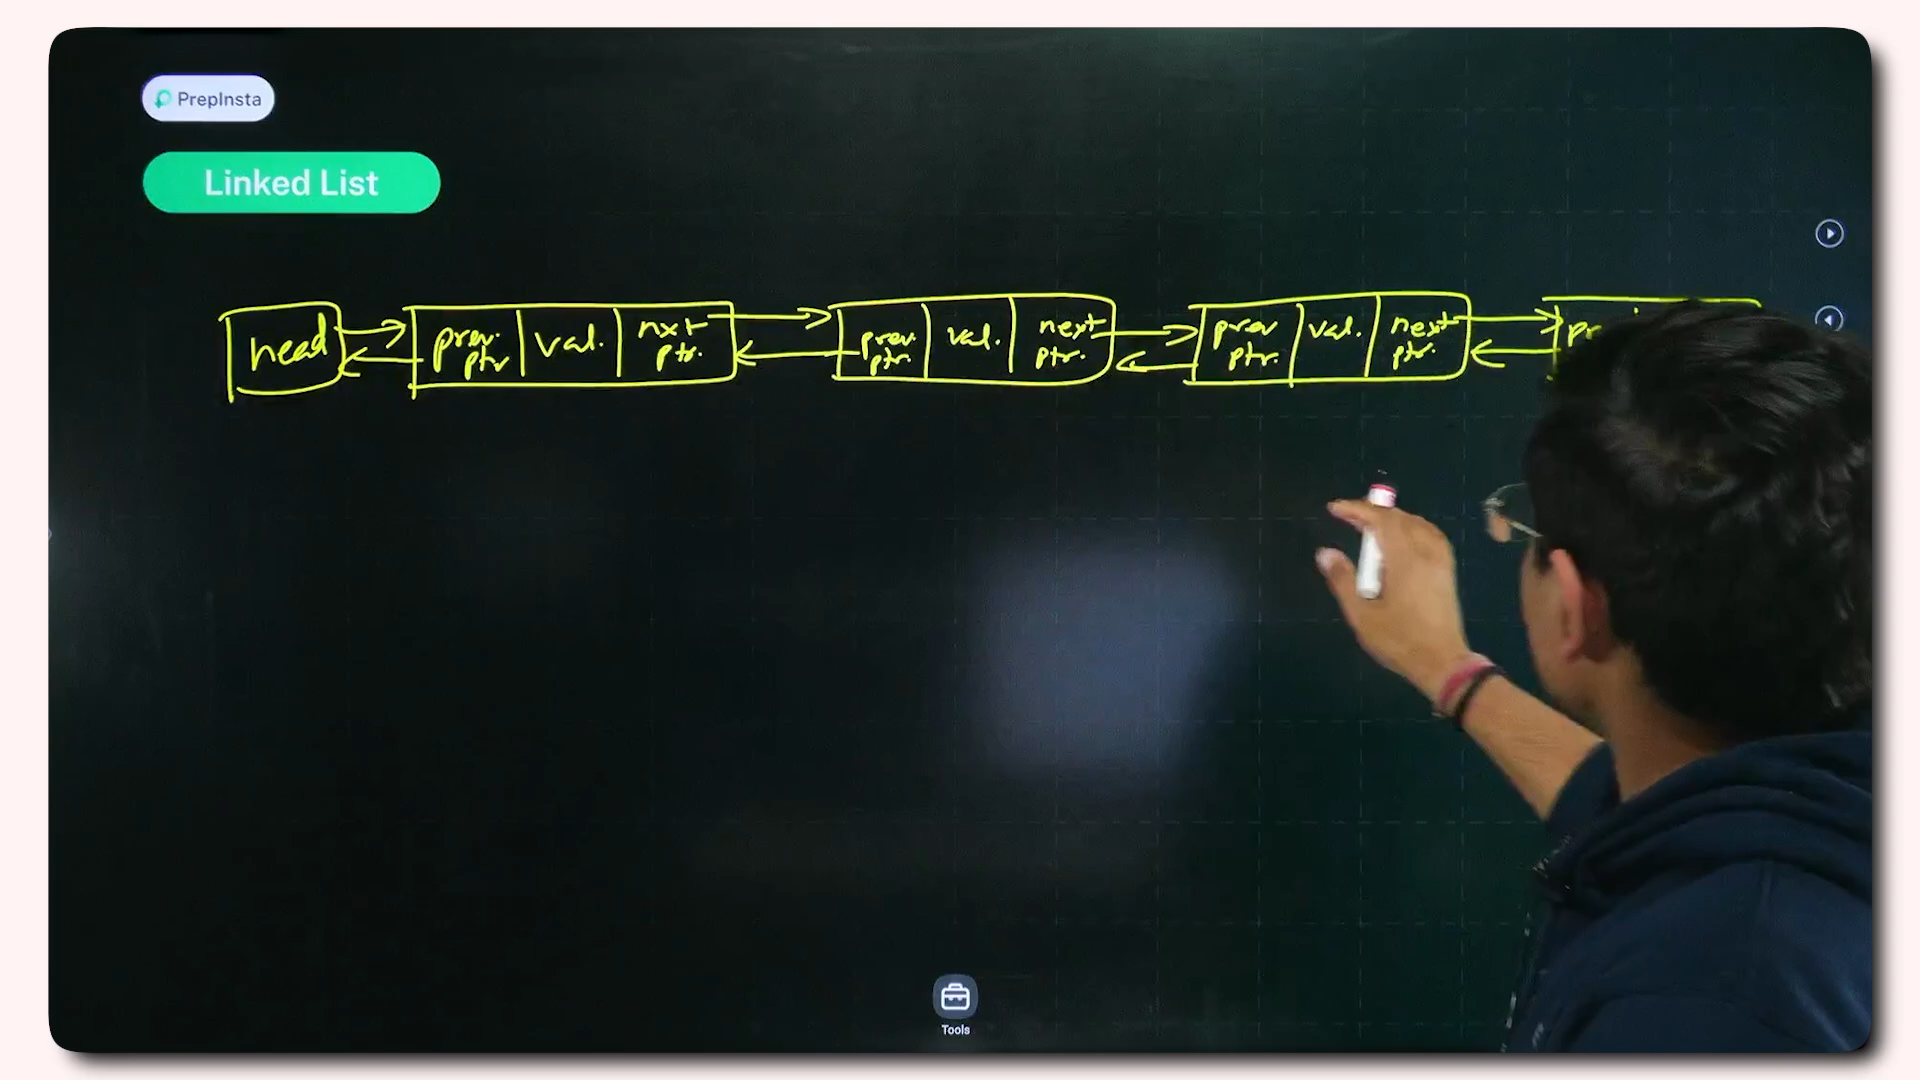 PrepInsta
Linked List
head prev. ptr val. nxt ptr. prev. ptr. val. next ptr. prev ptr. val. next ptr.
Tools